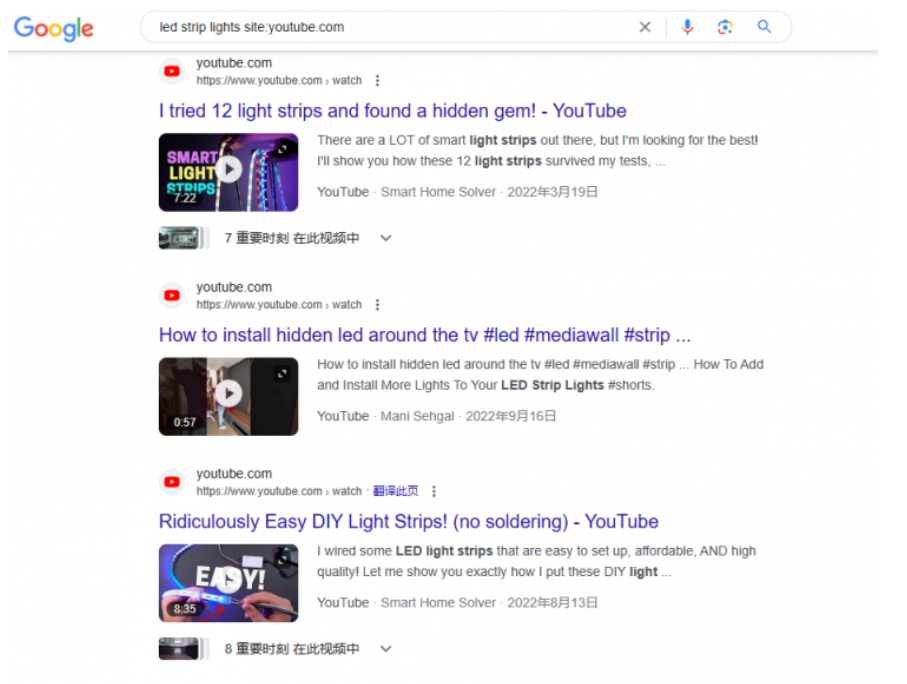 Google
led strip lights site:youtube.com
youtube.com
https://www.youtube.com › watch
I tried 12 light strips and found a hidden gem! - YouTube
SMART
LIGHT
STRIPS
7:22
There are a LOT of smart light strips out there, but I'm looking for the best!
I'll show you how these 12 light strips survived my tests, ...
YouTube · Smart Home Solver · 2022年3月19日
7 重要时刻 在此视频中
youtube.com
https://www.youtube.com › watch
How to install hidden led around the tv #led #mediawall #strip ...
0:57
How to install hidden led around the tv #led #mediawall #strip ... How To Add
and Install More Lights To Your LED Strip Lights #shorts.
YouTube · Mani Sehgal · 2022年9月16日
youtube.com
https://www.youtube.com › watch · 翻译此页
Ridiculously Easy DIY Light Strips! (no soldering) - YouTube
EASY!
8:35
I wired some LED light strips that are easy to set up, affordable, AND high
quality! Let me show you exactly how I put these DIY light ...
YouTube · Smart Home Solver · 2022年8月13日
8 重要时刻 在此视频中